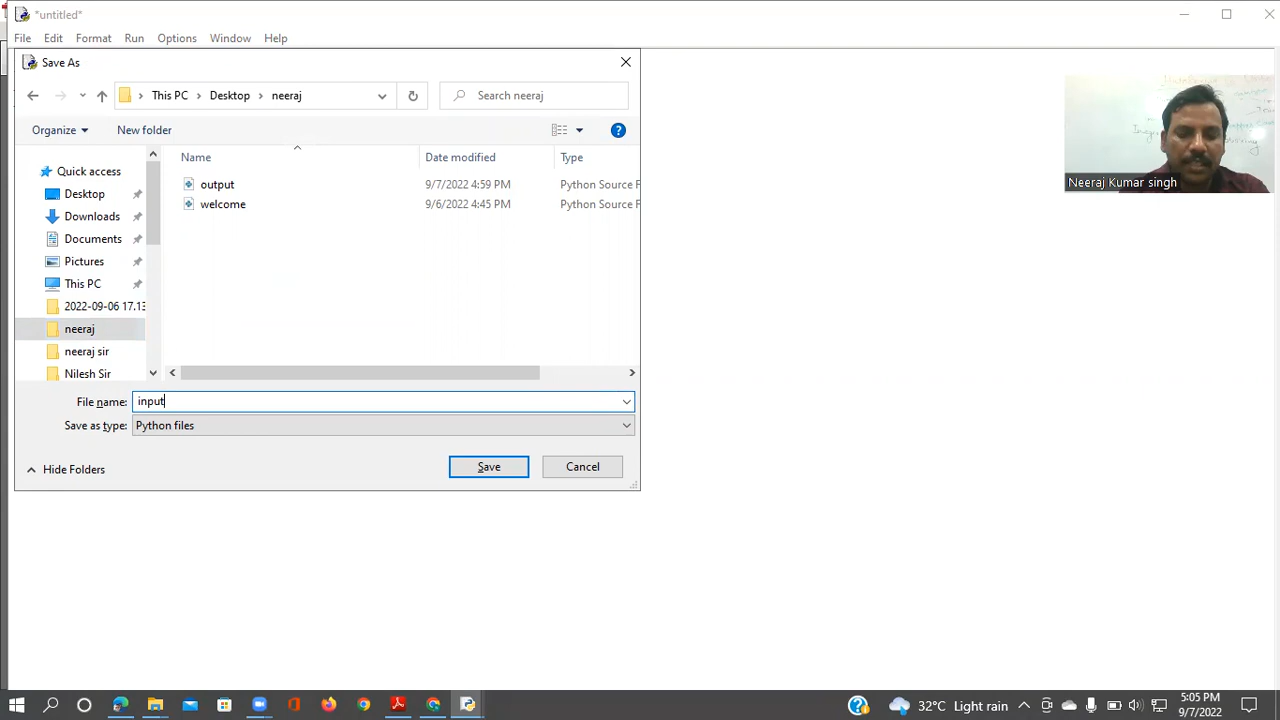 *untitled*
File Edit Format Run Options Window Help
Save As
This PC Desktop neeraj
Search neeraj
Organize New folder
Name Date modified Type
Quick access
Desktop
Downloads
Documents
Pictures
This PC
2022-09-06 17.13
neeraj
neeraj sir
Nilesh Sir
output 9/7/2022 4:59 PM Python Source F
welcome 9/6/2022 4:45 PM Python Source F
File name: input
Save as type: Python files
Hide Folders
Save Cancel
Neeraj Kumar singh
32°C Light rain
5:05 PM
9/7/2022